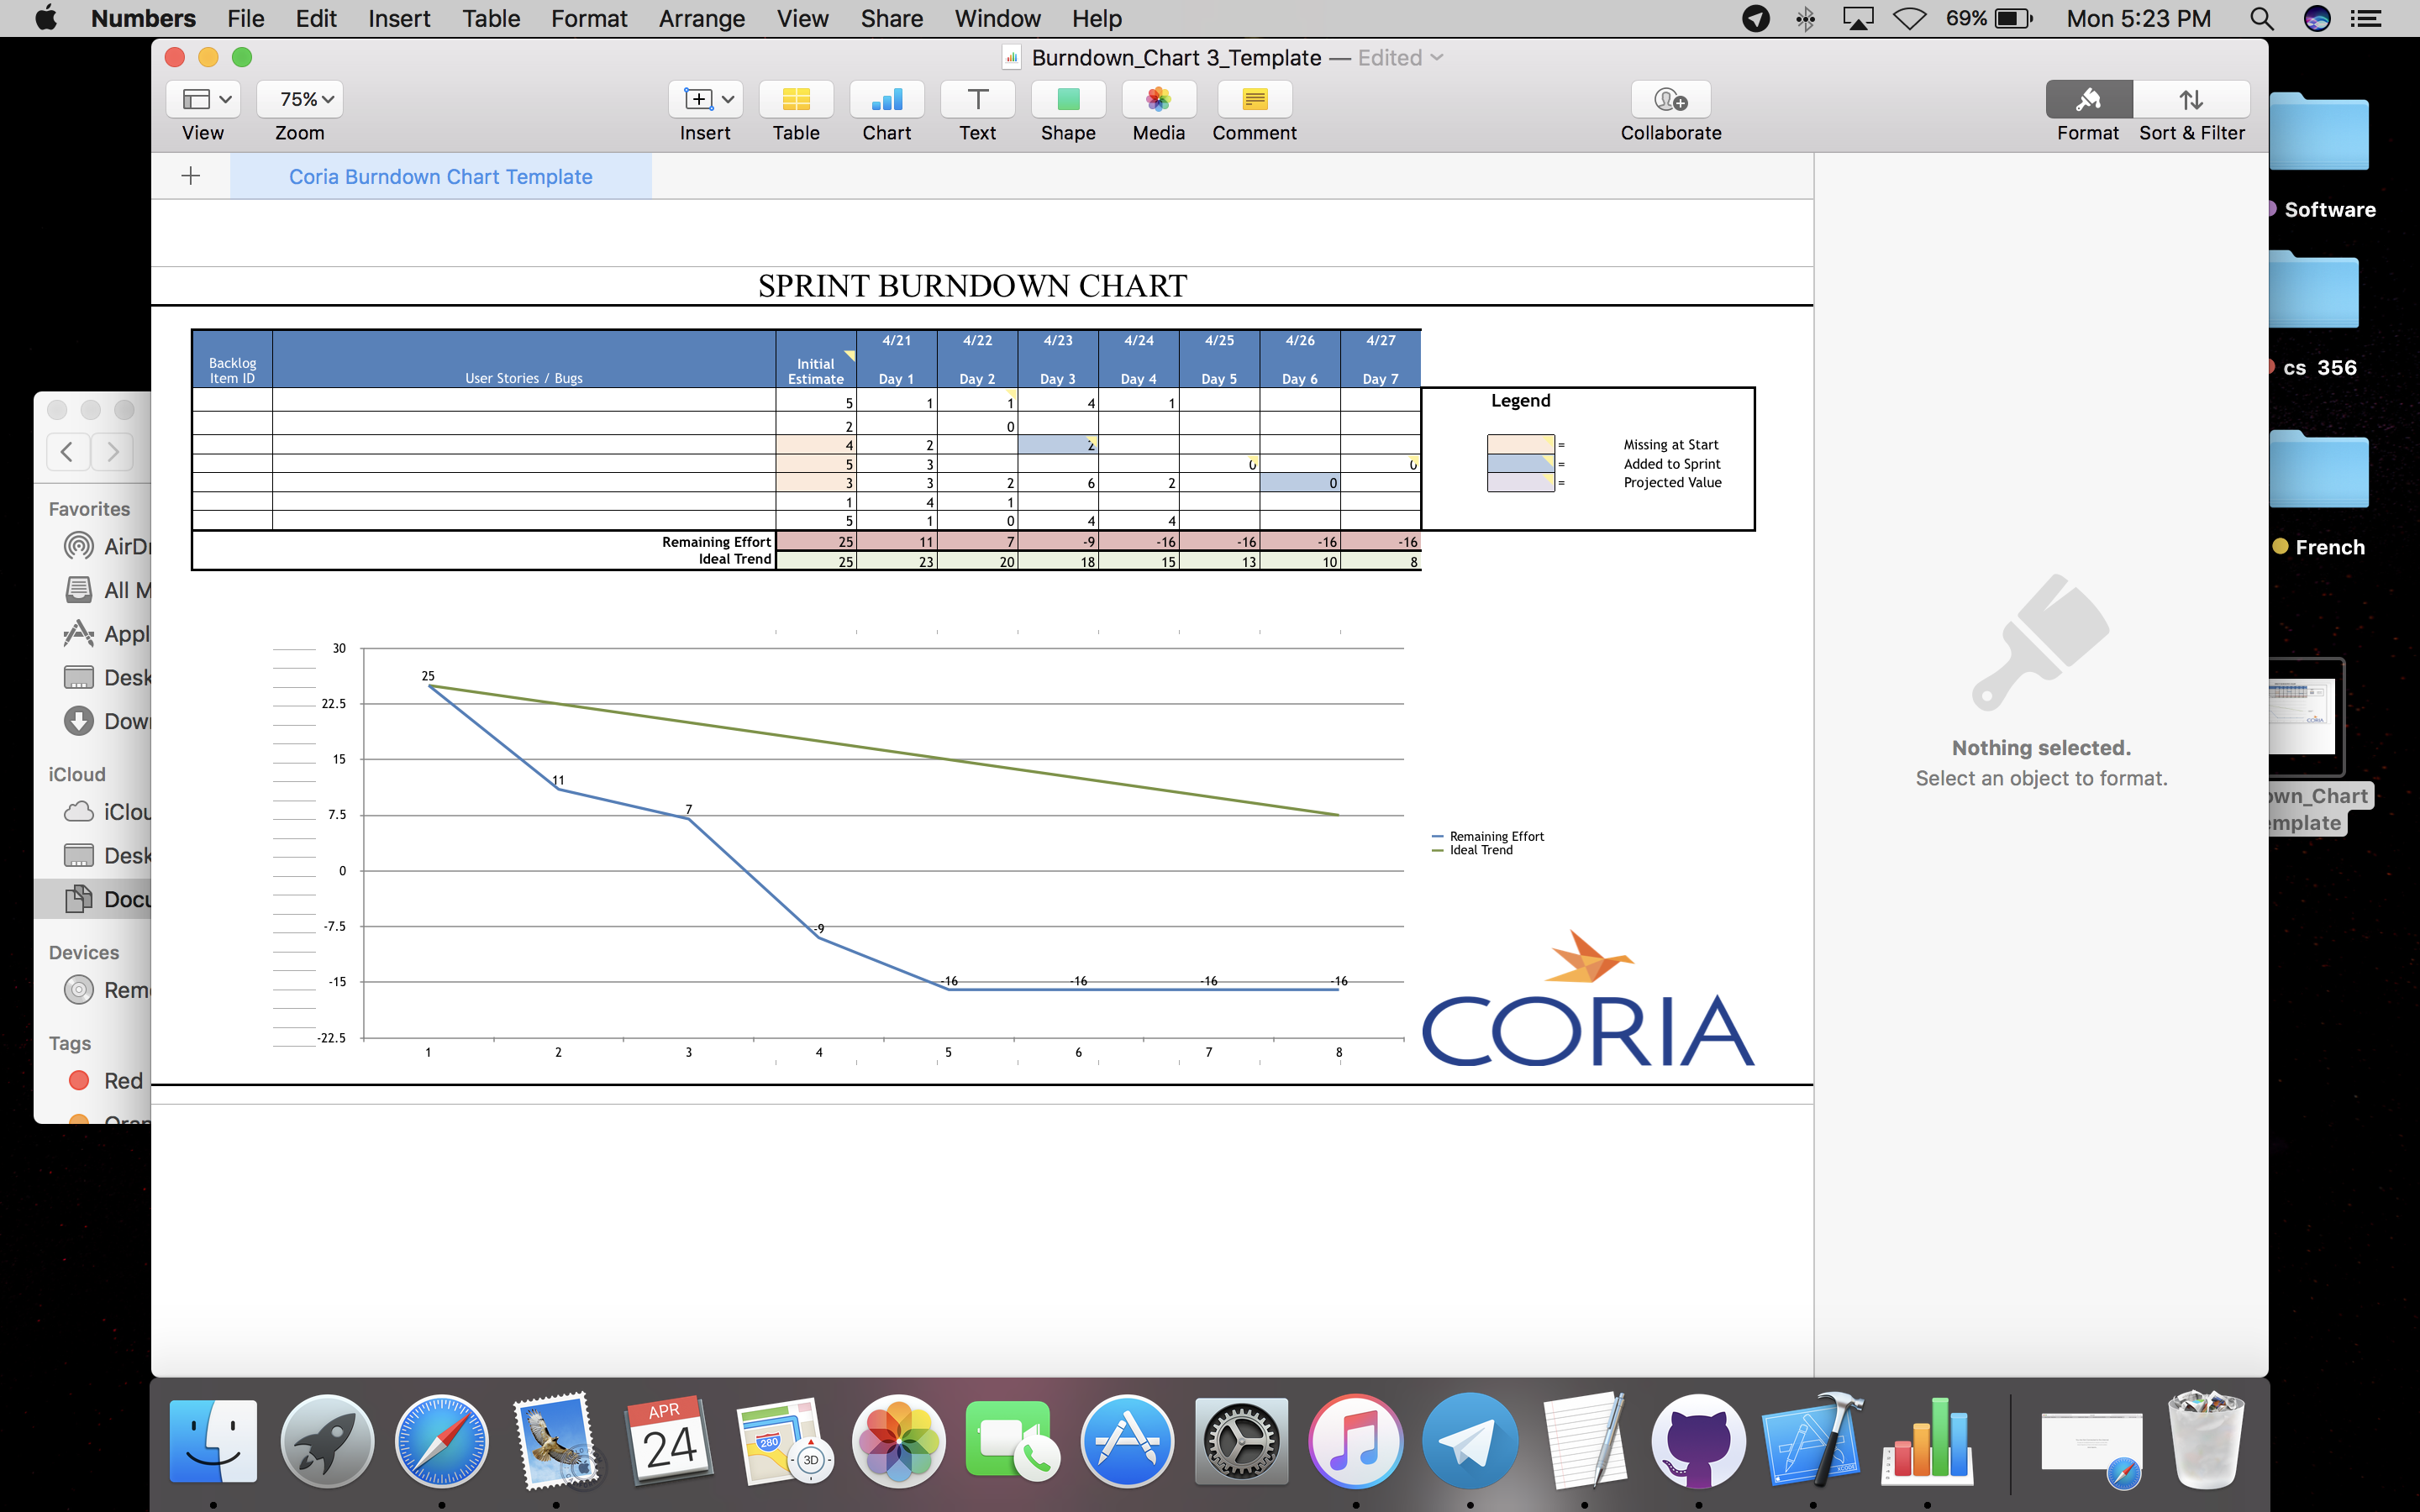 Numbers File Edit Insert Table Format Arrange View Share Window Help 69% Mon 5:23 PM
Burndown_Chart 3_Template — Edited
75%
View Zoom Insert Table Chart Text Shape Media Comment Collaborate Format Sort & Filter
Coria Burndown Chart Template
SPRINT BURNDOWN CHART
4/21 4/22 4/23 4/24 4/25 4/26 4/27
Backlog Initial
Item ID User Stories / Bugs Estimate Day 1 Day 2 Day 3 Day 4 Day 5 Day 6 Day 7
5 1 1 4 1
2 0
4 2 2
5 3 0 0
3 3 2 6 2 0
1 4 1
5 1 0 4 4
Remaining Effort 25 11 7 -9 -16 -16 -16 -16
Ideal Trend 25 23 20 18 15 13 10 8
Legend
= Missing at Start
= Added to Sprint
= Projected Value
30
22.5
15
7.5
0
-7.5
-15
-22.5
25
11
7
-9
-16 -16 -16 -16
1 2 3 4 5 6 7 8
Remaining Effort
Ideal Trend
CORIA
Nothing selected.
Select an object to format.
Favorites
AirDr
All M
Appl
Desk
Down
iCloud
iClou
Desk
Docu
Devices
Rem
Tags
Red
Software
cs 356
French
own_Chart
emplate
APR
24
280
3D